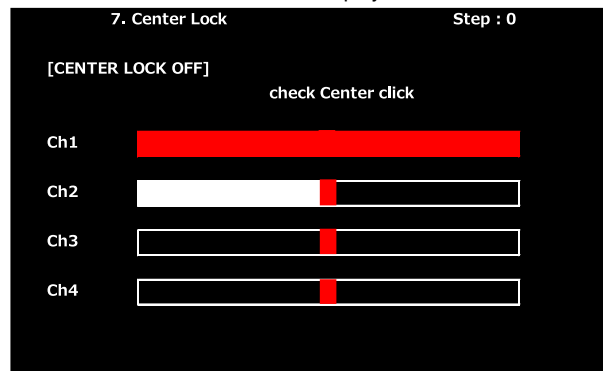 7. Center Lock Step : 0
[CENTER LOCK OFF]
check Center click
Ch1
Ch2
Ch3
Ch4